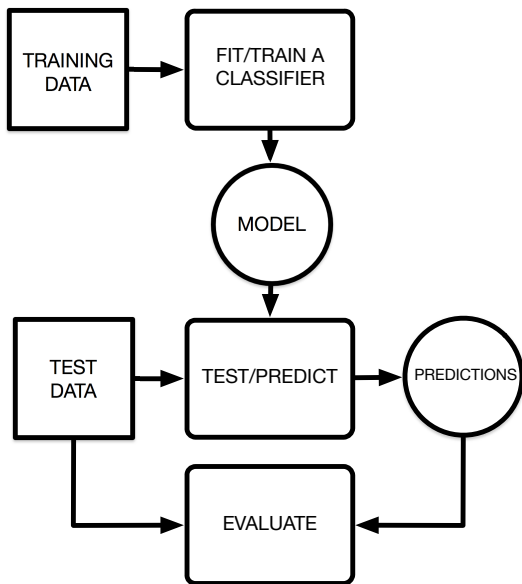 TRAINING
DATA
FIT/TRAIN A
CLASSIFIER
MODEL
TEST
DATA
TEST/PREDICT
PREDICTIONS
EVALUATE